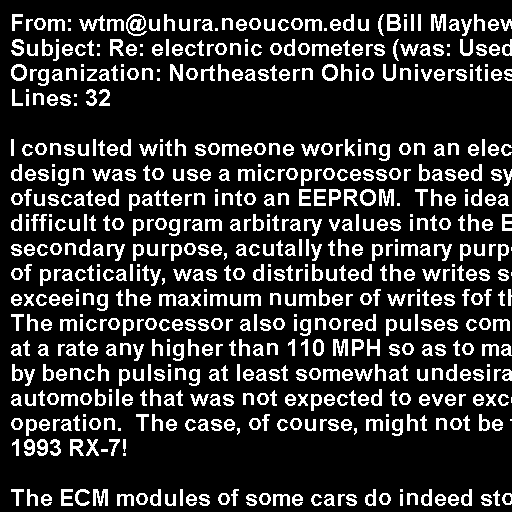 From: wtm@uhura.neoucom.edu (Bill Mayhew
Subject: Re: electronic odometers (was: Used
Organization: Northeastern Ohio Universities
Lines: 32

I consulted with someone working on an elec
design was to use a microprocessor based sy
ofuscated pattern into an EEPROM.  The idea
difficult to program arbitrary values into the E
secondary purpose, acutally the primary purp
of practicality, was to distributed the writes s
exceeing the maximum number of writes fof th
The microprocessor also ignored pulses com
at a rate any higher than 110 MPH so as to ma
by bench pulsing at least somewhat undesira
automobile that was not expected to ever exc
operation.  The case, of course, might not be
1993 RX-7!

The ECM modules of some cars do indeed sto